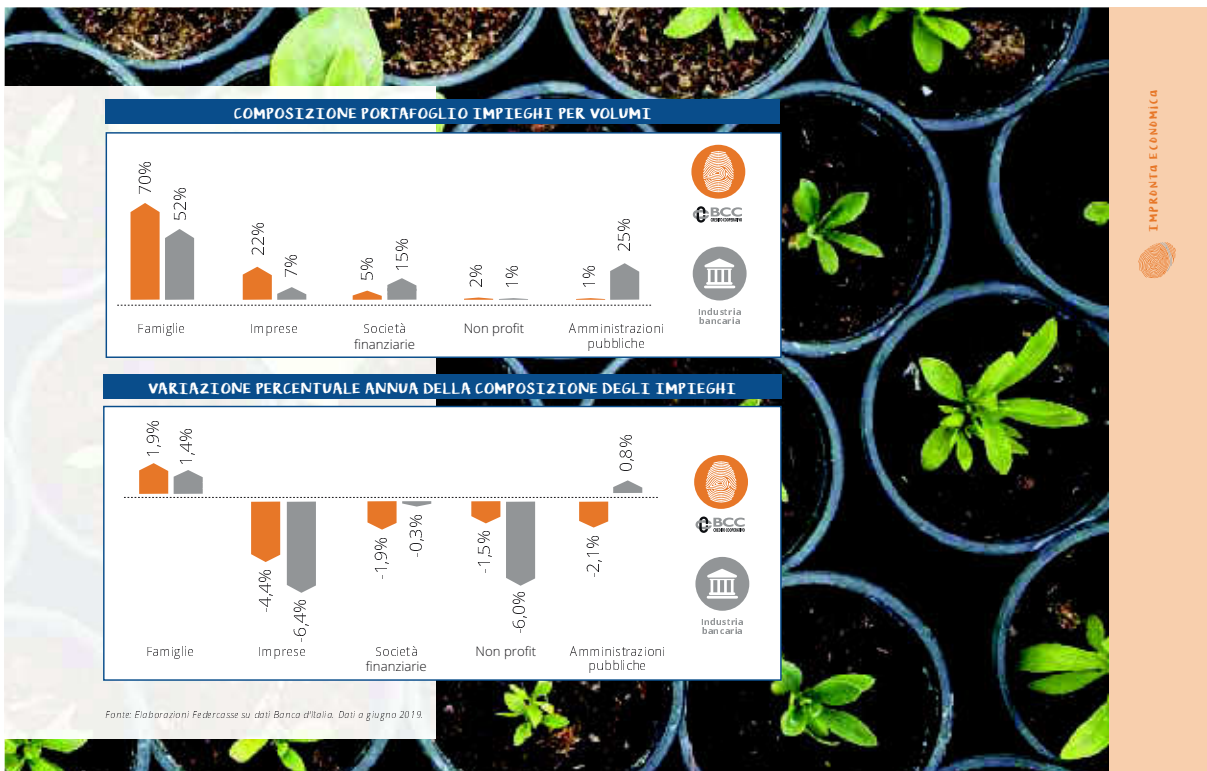 COMPOSIZIONE PORTAFOGLIO IMPIEGHI PER VOLUMI
70%
52%
22%
7%
5%
15%
2%
1%
1%
25%
BCC
CREDITO COOPERATIVO
Industria
bancaria
Famiglie
Imprese
Società
finanziarie
Non profit
Amministrazioni
pubbliche
VARIAZIONE PERCENTUALE ANNUA DELLA COMPOSIZIONE DEGLI IMPIEGHI
1,9%
1,4%
-4,4%
-6,4%
-1,9%
-0,3%
-1,5%
-6,0%
-2,1%
0,8%
BCC
CREDITO COOPERATIVO
Industria
bancaria
Famiglie
Imprese
Società
finanziarie
Non profit
Amministrazioni
pubbliche
Fonte: Elaborazioni Federcasse su dati Banca d'Italia. Dati a giugno 2019.
IMPRONTA ECONOMICA